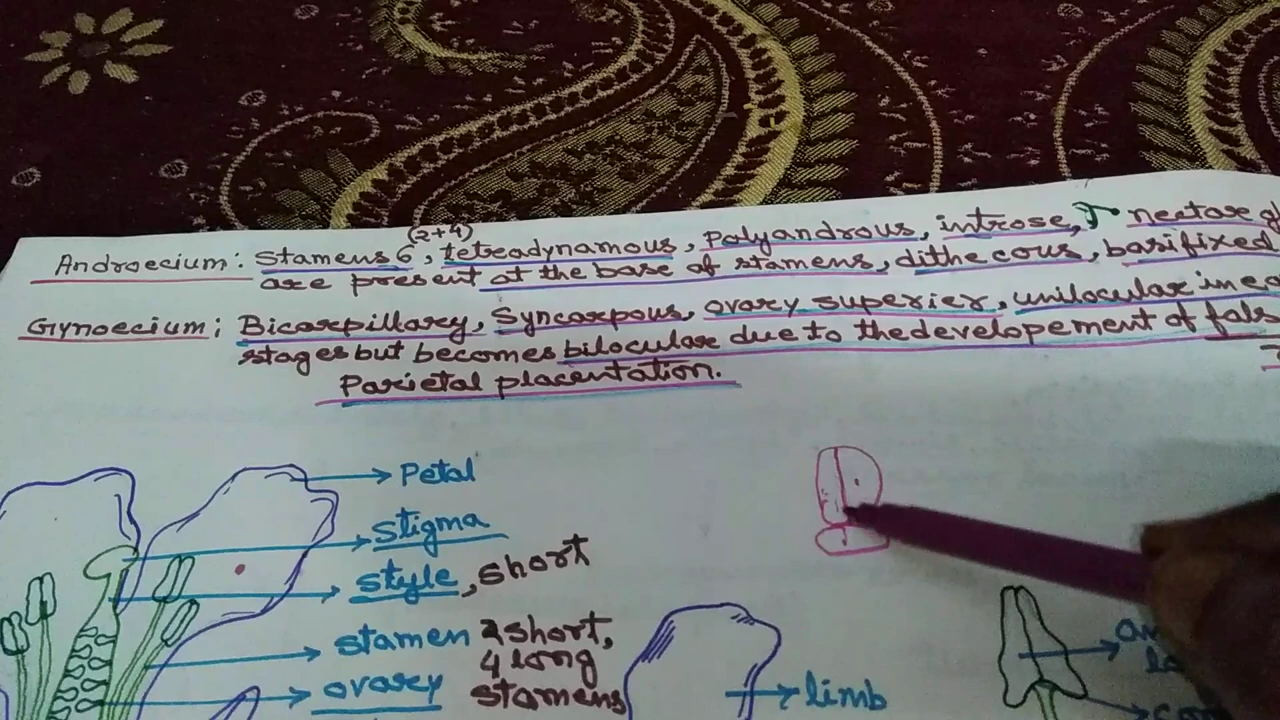 (2+4)
Androecium: Stamens 6, tetradynamous, Polyandrous, introse, nectar
are present at the base of stamens, dithecous, basifixed
Gynoecium; Bicarpillary, Syncarpous, ovary superier, unilocular in
stages but becomes bilocular due to the developement of
Parietal placentation.
Petal
Stigma
style, short
stamen 2 short,
4 long
stamens
ovary
limb